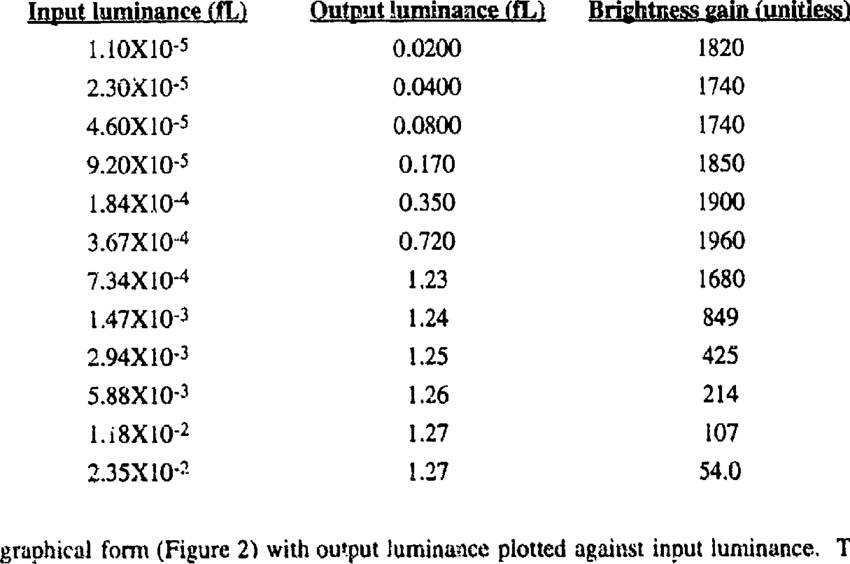 Input luminance (fL) Output luminance (fL) Brightness gain (unitless)
1.10X10-5 0.0200 1820
2.30X10-5 0.0400 1740
4.60X10-5 0.0800 1740
9.20X10-5 0.170 1850
1.84X10-4 0.350 1900
3.67X10-4 0.720 1960
7.34X10-4 1.23 1680
1.47X10-3 1.24 849
2.94X10-3 1.25 425
5.88X10-3 1.26 214
1.18X10-2 1.27 107
2.35X10-2 1.27 54.0
graphical form (Figure 2) with output luminance plotted against input luminance. T